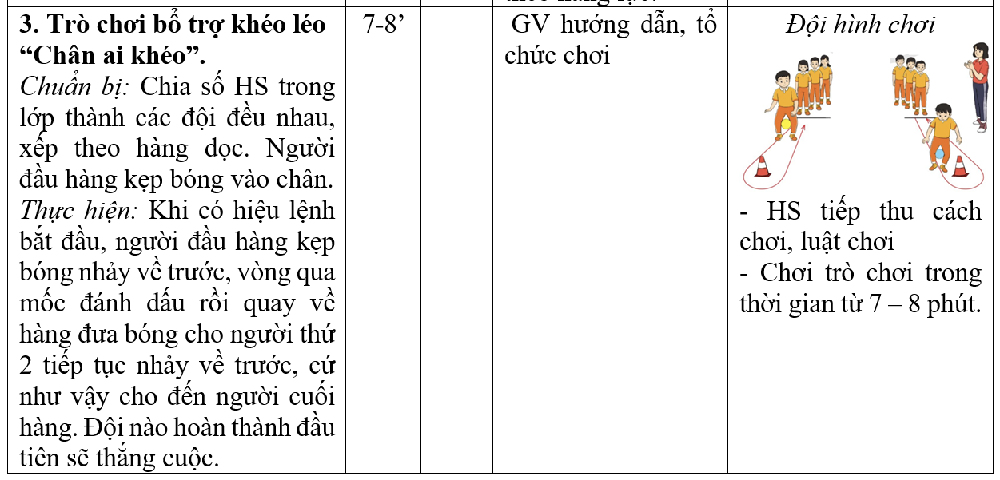 3. Trò chơi bổ trợ khéo léo
“Chân ai khéo”.
Chuẩn bị: Chia số HS trong
lớp thành các đội đều nhau,
xếp theo hàng dọc. Người
đầu hàng kẹp bóng vào chân.
Thực hiện: Khi có hiệu lệnh
bắt đầu, người đầu hàng kẹp
bóng nhảy về trước, vòng qua
mốc đánh dấu rồi quay về
hàng đưa bóng cho người thứ
2 tiếp tục nhảy về trước, cứ
như vậy cho đến người cuối
hàng. Đội nào hoàn thành đầu
tiên sẽ thắng cuộc.
7-8’
GV hướng dẫn, tổ
chức chơi
Đội hình chơi
- HS tiếp thu cách
chơi, luật chơi
- Chơi trò chơi trong
thời gian từ 7 – 8 phút.